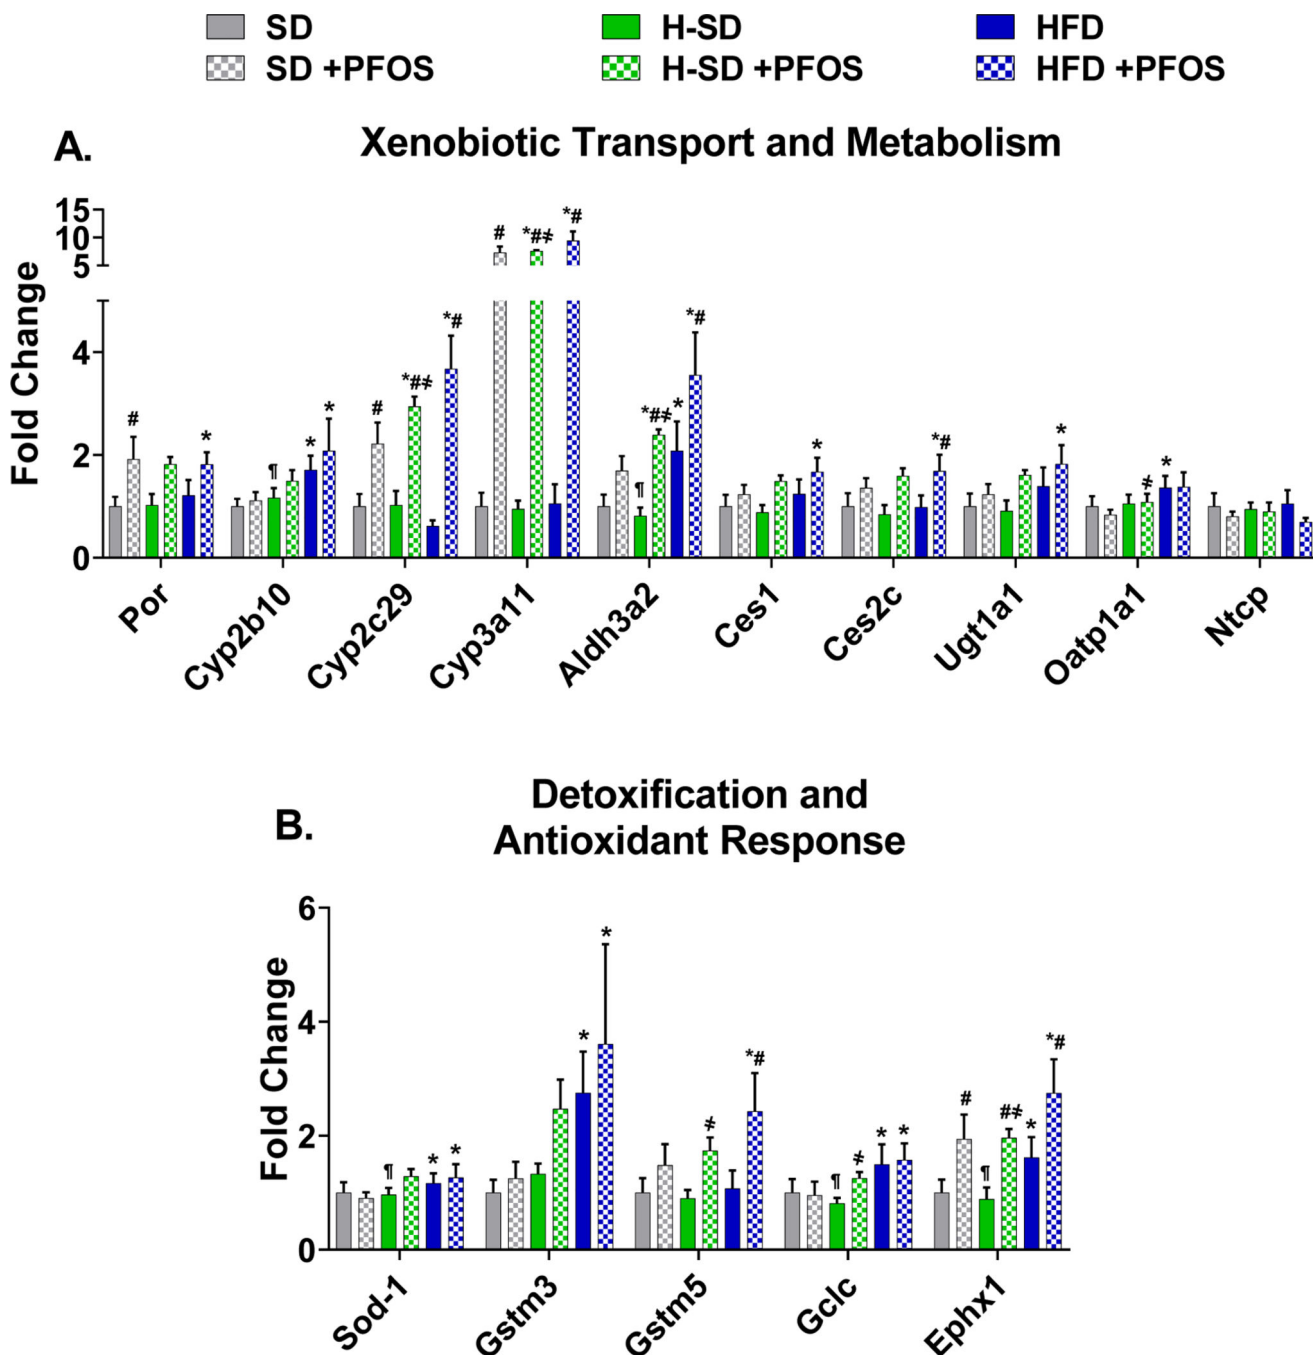 SD H-SD HFD
SD +PFOS H-SD +PFOS HFD +PFOS
A. Xenobiotic Transport and Metabolism
15
10
5
4
2
0
Fold Change
# * ¶ * * # *#ǂ *# # *#ǂ *# ¶ *#ǂ * *# * *# * ǂ *
Por Cyp2b10 Cyp2c29 Cyp3a11 Aldh3a2 Ces1 Ces2c Ugt1a1 Oatp1a1 Ntcp
B. Detoxification and
Antioxidant Response
6
4
2
0
Fold Change
¶ * * * * ǂ *# ¶ ǂ * * # ¶ #ǂ * *#
Sod-1 Gstm3 Gstm5 Gclc Ephx1